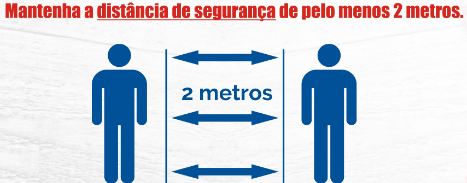 Mantenha a distância de segurança de pelo menos 2 metros.
2 metros